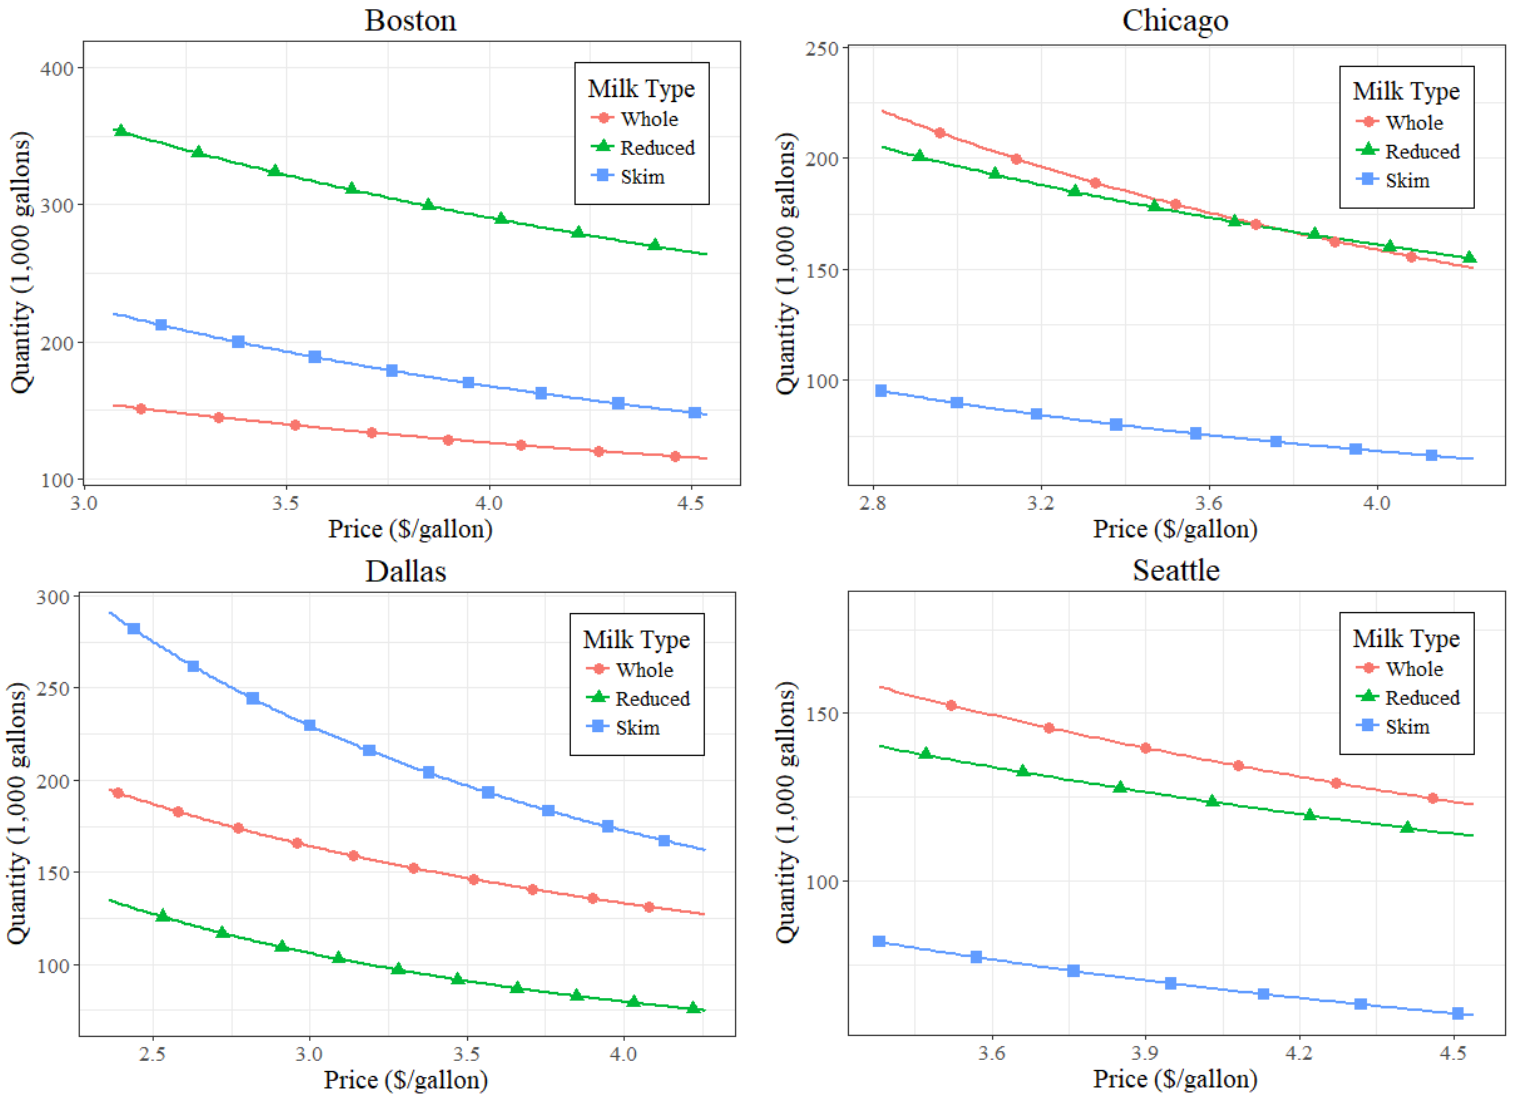 Boston
Quantity (1,000 gallons)
400
300
200
100
3.0
3.5
4.0
4.5
Price ($/gallon)
Milk Type
Whole
Reduced
Skim
Chicago
Quantity (1,000 gallons)
250
200
150
100
2.8
3.2
3.6
4.0
Price ($/gallon)
Milk Type
Whole
Reduced
Skim
Dallas
Quantity (1,000 gallons)
300
250
200
150
100
2.5
3.0
3.5
4.0
Price ($/gallon)
Milk Type
Whole
Reduced
Skim
Seattle
Quantity (1,000 gallons)
150
100
3.6
3.9
4.2
4.5
Price ($/gallon)
Milk Type
Whole
Reduced
Skim